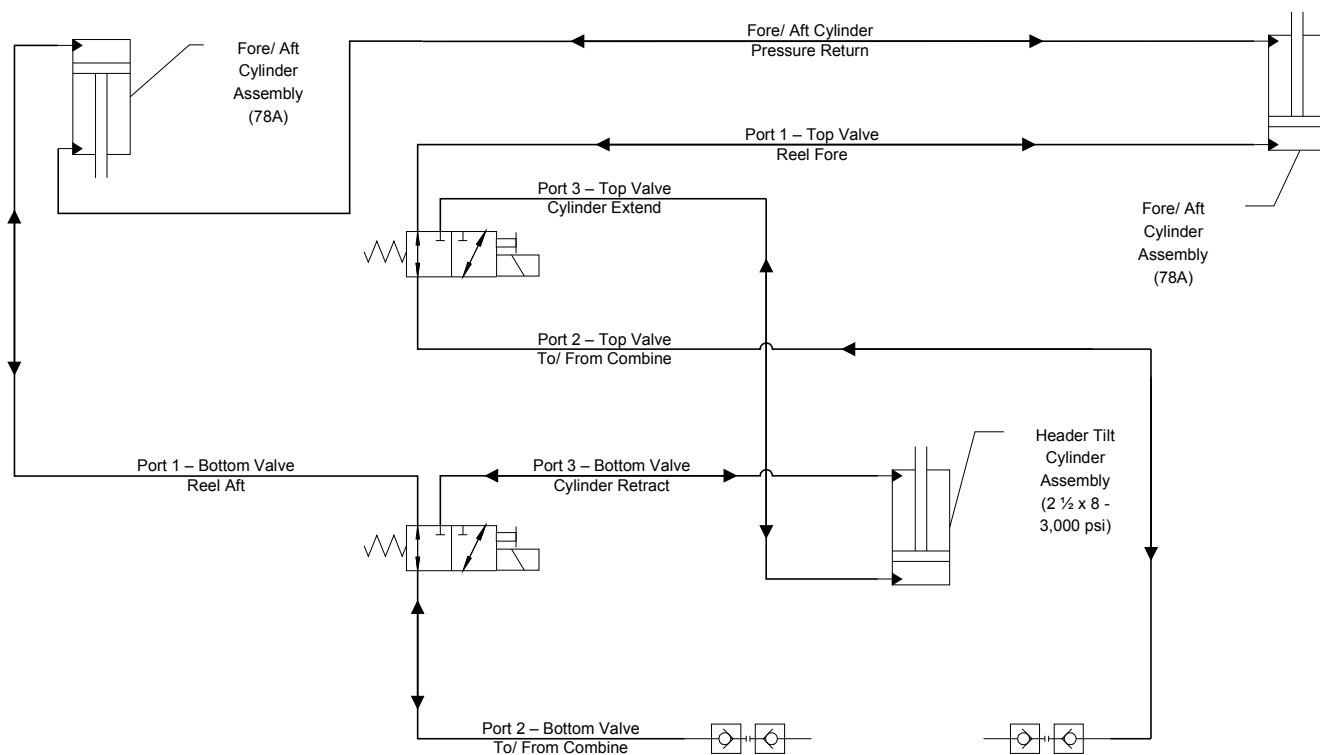 Fore/ Aft
Cylinder
Assembly
(78A)
Fore/ Aft Cylinder
Pressure Return
Port 1 – Top Valve
Reel Fore
Port 3 – Top Valve
Cylinder Extend
Fore/ Aft
Cylinder
Assembly
(78A)
Port 2 – Top Valve
To/ From Combine
Port 1 – Bottom Valve
Reel Aft
Port 3 – Bottom Valve
Cylinder Retract
Header Tilt
Cylinder
Assembly
(2 ½ x 8 -
3,000 psi)
Port 2 – Bottom Valve
To/ From Combine